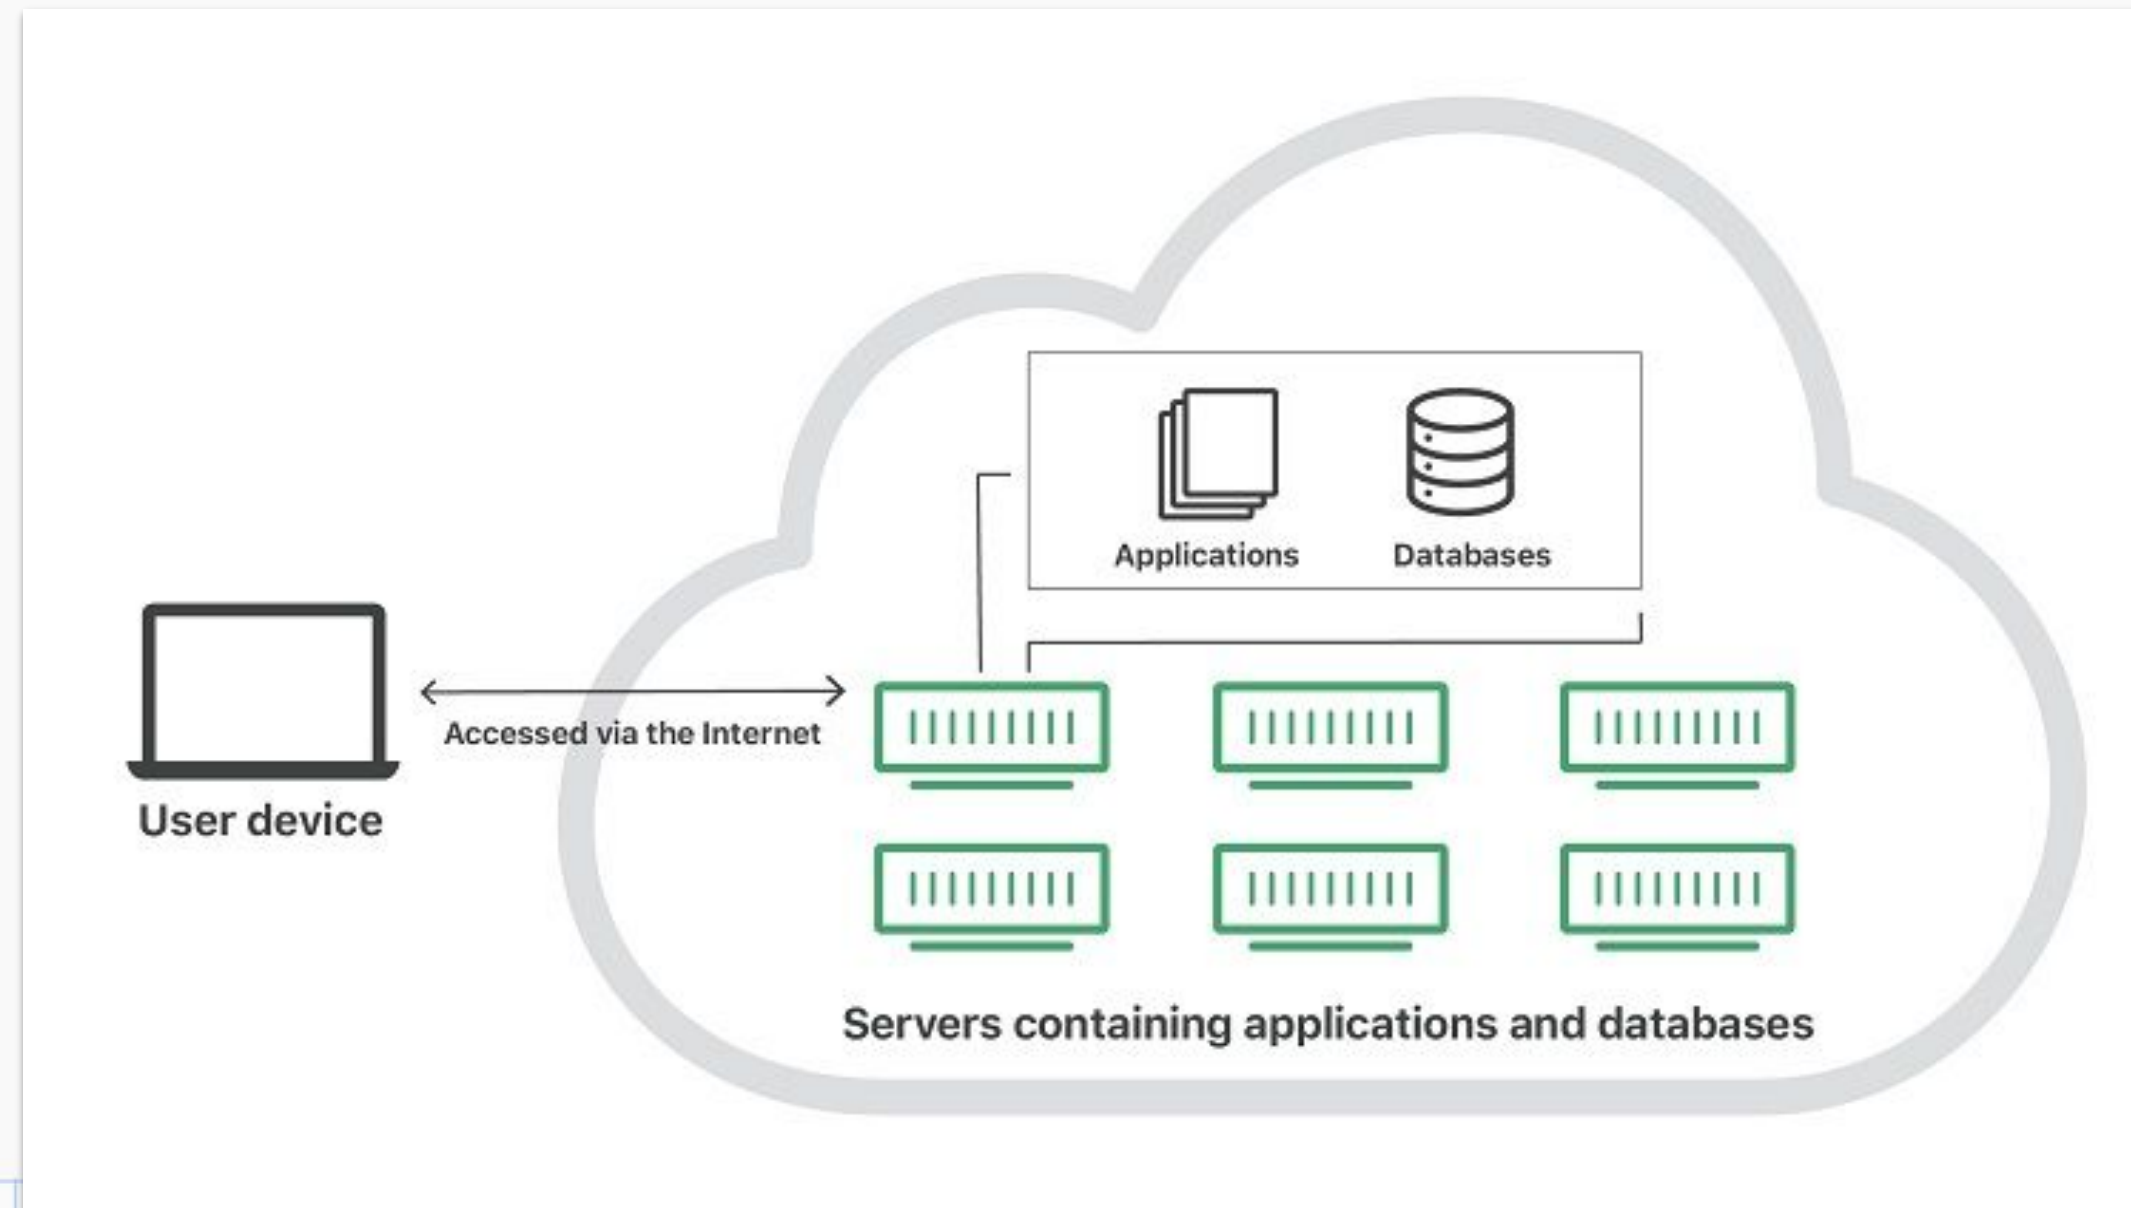 Applications
Databases
Accessed via the Internet
User device
Servers containing applications and databases